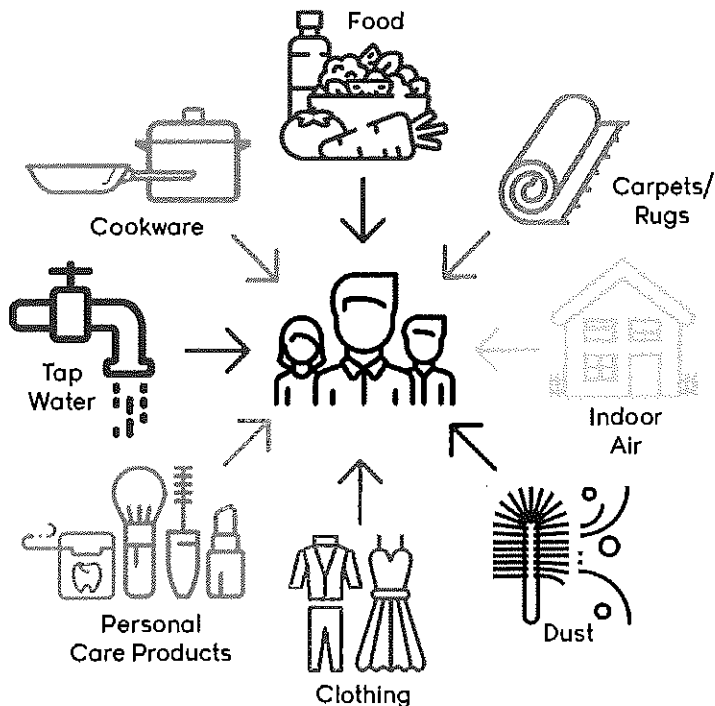 Food
Cookware
Carpets/
Rugs
Tap
Water
Indoor
Air
Personal
Care Products
Clothing
Dust